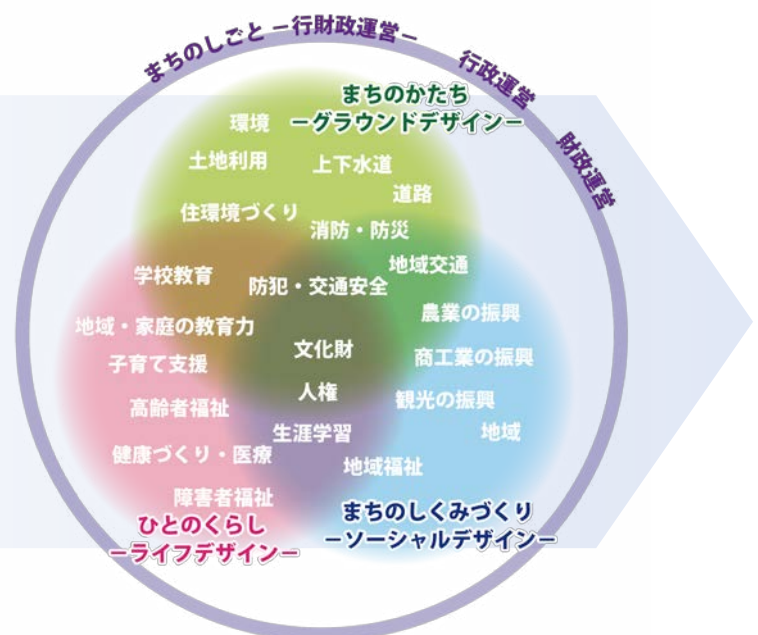 まちのしごと －行財政運営－
行政運営
財政運営
まちのかたち
－グラウンドデザイン－
環境
土地利用
上下水道
道路
住環境づくり
消防・防災
地域交通
学校教育
防犯・交通安全
農業の振興
地域・家庭の教育力
文化財
商工業の振興
子育て支援
人権
観光の振興
高齢者福祉
生涯学習
地域
健康づくり・医療
地域福祉
障害者福祉
ひとのくらし
－ライフデザイン－
まちのしくみづくり
－ソーシャルデザイン－